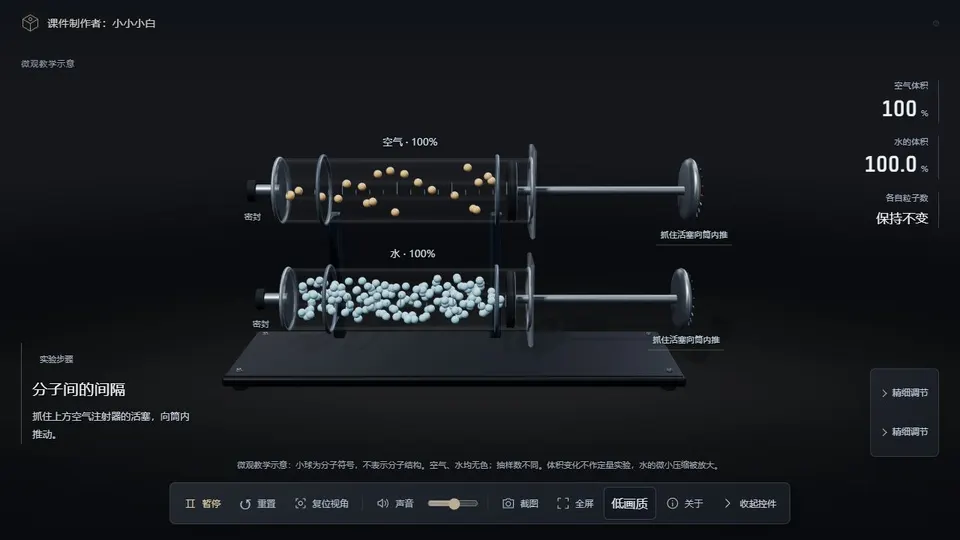 课件制作者：小小小白
微观教学示意
空气体积
100 %
水的体积
100.0 %
各自粒子数
保持不变
空气 · 100%
密封
抓住活塞向筒内推
水 · 100%
密封
抓住活塞向筒内推
实验步骤
分子间的间隔
抓住上方空气注射器的活塞，向筒内
推动。
精细调节
精细调节
微观教学示意：小球为分子符号，不表示分子结构。空气、水均无色；抽样数不同。体积变化不作定量实验，水的微小压缩被放大。
暂停 重置 复位视角 声音 截图 全屏 低画质 关于 收起控件